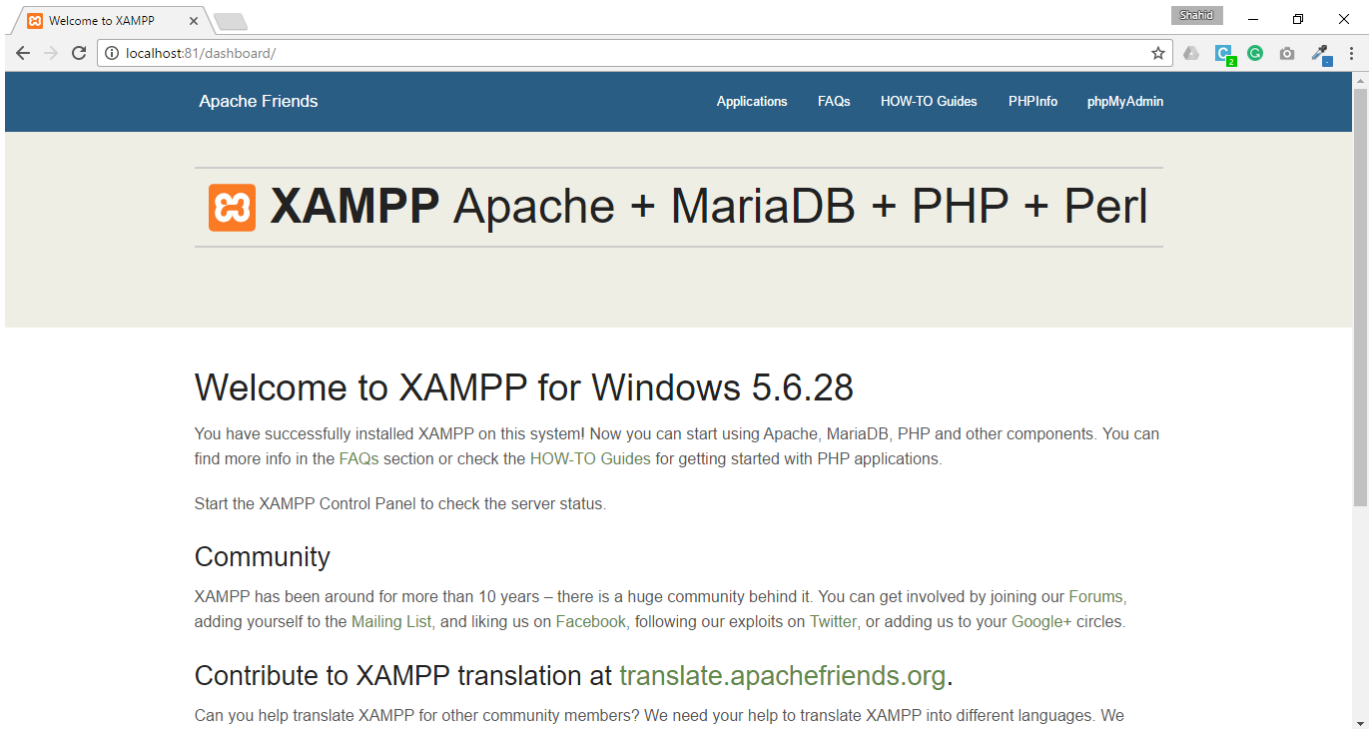 Welcome to XAMPP
Shahid
localhost:81/dashboard/
2
Apache Friends
Applications FAQs HOW-TO Guides PHPInfo phpMyAdmin
XAMPP Apache + MariaDB + PHP + Perl
Welcome to XAMPP for Windows 5.6.28
You have successfully installed XAMPP on this system! Now you can start using Apache, MariaDB, PHP and other components. You can
find more info in the FAQs section or check the HOW-TO Guides for getting started with PHP applications.
Start the XAMPP Control Panel to check the server status.
Community
XAMPP has been around for more than 10 years – there is a huge community behind it. You can get involved by joining our Forums,
adding yourself to the Mailing List, and liking us on Facebook, following our exploits on Twitter, or adding us to your Google+ circles.
Contribute to XAMPP translation at translate.apachefriends.org.
Can you help translate XAMPP for other community members? We need your help to translate XAMPP into different languages. We